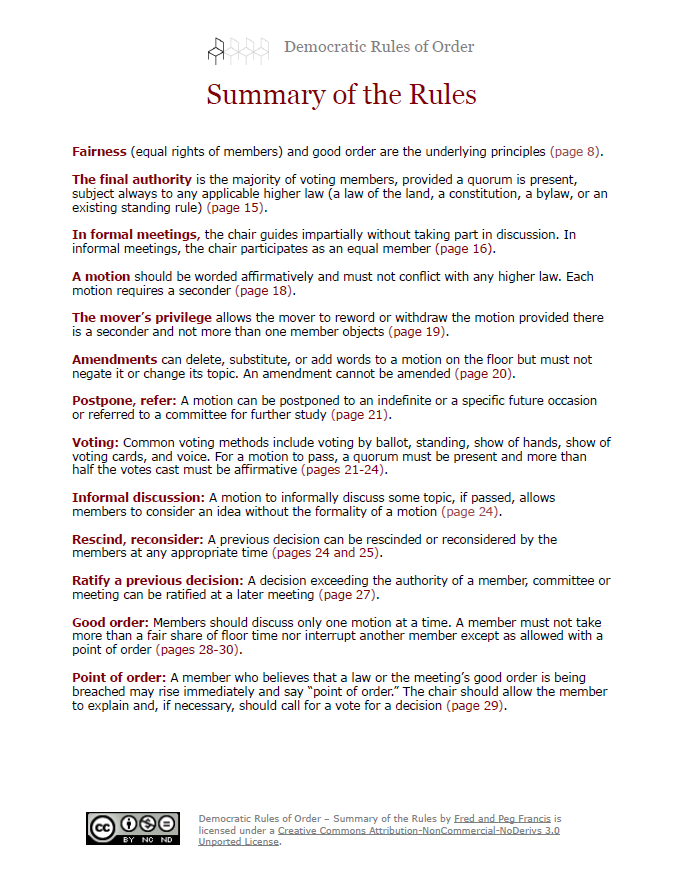 Democratic Rules of Order
Summary of the Rules
Fairness (equal rights of members) and good order are the underlying principles (page 8).
The final authority is the majority of voting members, provided a quorum is present,
subject always to any applicable higher law (a law of the land, a constitution, a bylaw, or an
existing standing rule) (page 15).
In formal meetings, the chair guides impartially without taking part in discussion. In
informal meetings, the chair participates as an equal member (page 16).
A motion should be worded affirmatively and must not conflict with any higher law. Each
motion requires a seconder (page 18).
The mover’s privilege allows the mover to reword or withdraw the motion provided there
is a seconder and not more than one member objects (page 19).
Amendments can delete, substitute, or add words to a motion on the floor but must not
negate it or change its topic. An amendment cannot be amended (page 20).
Postpone, refer: A motion can be postponed to an indefinite or a specific future occasion
or referred to a committee for further study (page 21).
Voting: Common voting methods include voting by ballot, standing, show of hands, show of
voting cards, and voice. For a motion to pass, a quorum must be present and more than
half the votes cast must be affirmative (pages 21-24).
Informal discussion: A motion to informally discuss some topic, if passed, allows
members to consider an idea without the formality of a motion (page 24).
Rescind, reconsider: A previous decision can be rescinded or reconsidered by the
members at any appropriate time (pages 24 and 25).
Ratify a previous decision: A decision exceeding the authority of a member, committee or
meeting can be ratified at a later meeting (page 27).
Good order: Members should discuss only one motion at a time. A member must not take
more than a fair share of floor time nor interrupt another member except as allowed with a
point of order (pages 28-30).
Point of order: A member who believes that a law or the meeting’s good order is being
breached may rise immediately and say “point of order.” The chair should allow the member
to explain and, if necessary, should call for a vote for a decision (page 29).
cc
BY NC ND
Democratic Rules of Order – Summary of the Rules by Fred and Peg Francis is
licensed under a Creative Commons Attribution-NonCommercial-NoDerivs 3.0
Unported License.